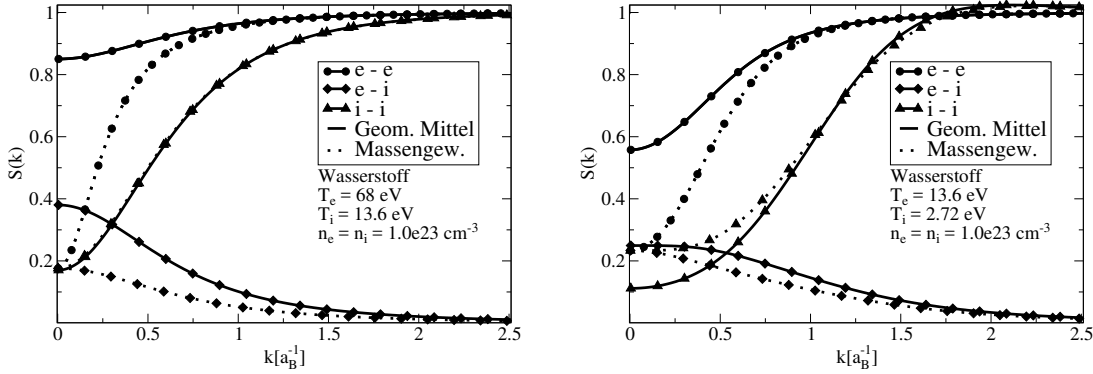 S(k)
1
0.8
0.6
0.4
0.2
0
0.5
1
1.5
2
2.5
k[a_B^-1]
e - e
e - i
i - i
Geom. Mittel
Massengew.
Wasserstoff
T_e = 68 eV
T_i = 13.6 eV
n_e = n_i = 1.0e23 cm^-3
S(k)
1
0.8
0.6
0.4
0.2
0
0.5
1
1.5
2
2.5
k[a_B^-1]
e - e
e - i
i - i
Geom. Mittel
Massengew.
Wasserstoff
T_e = 13.6 eV
T_i = 2.72 eV
n_e = n_i = 1.0e23 cm^-3